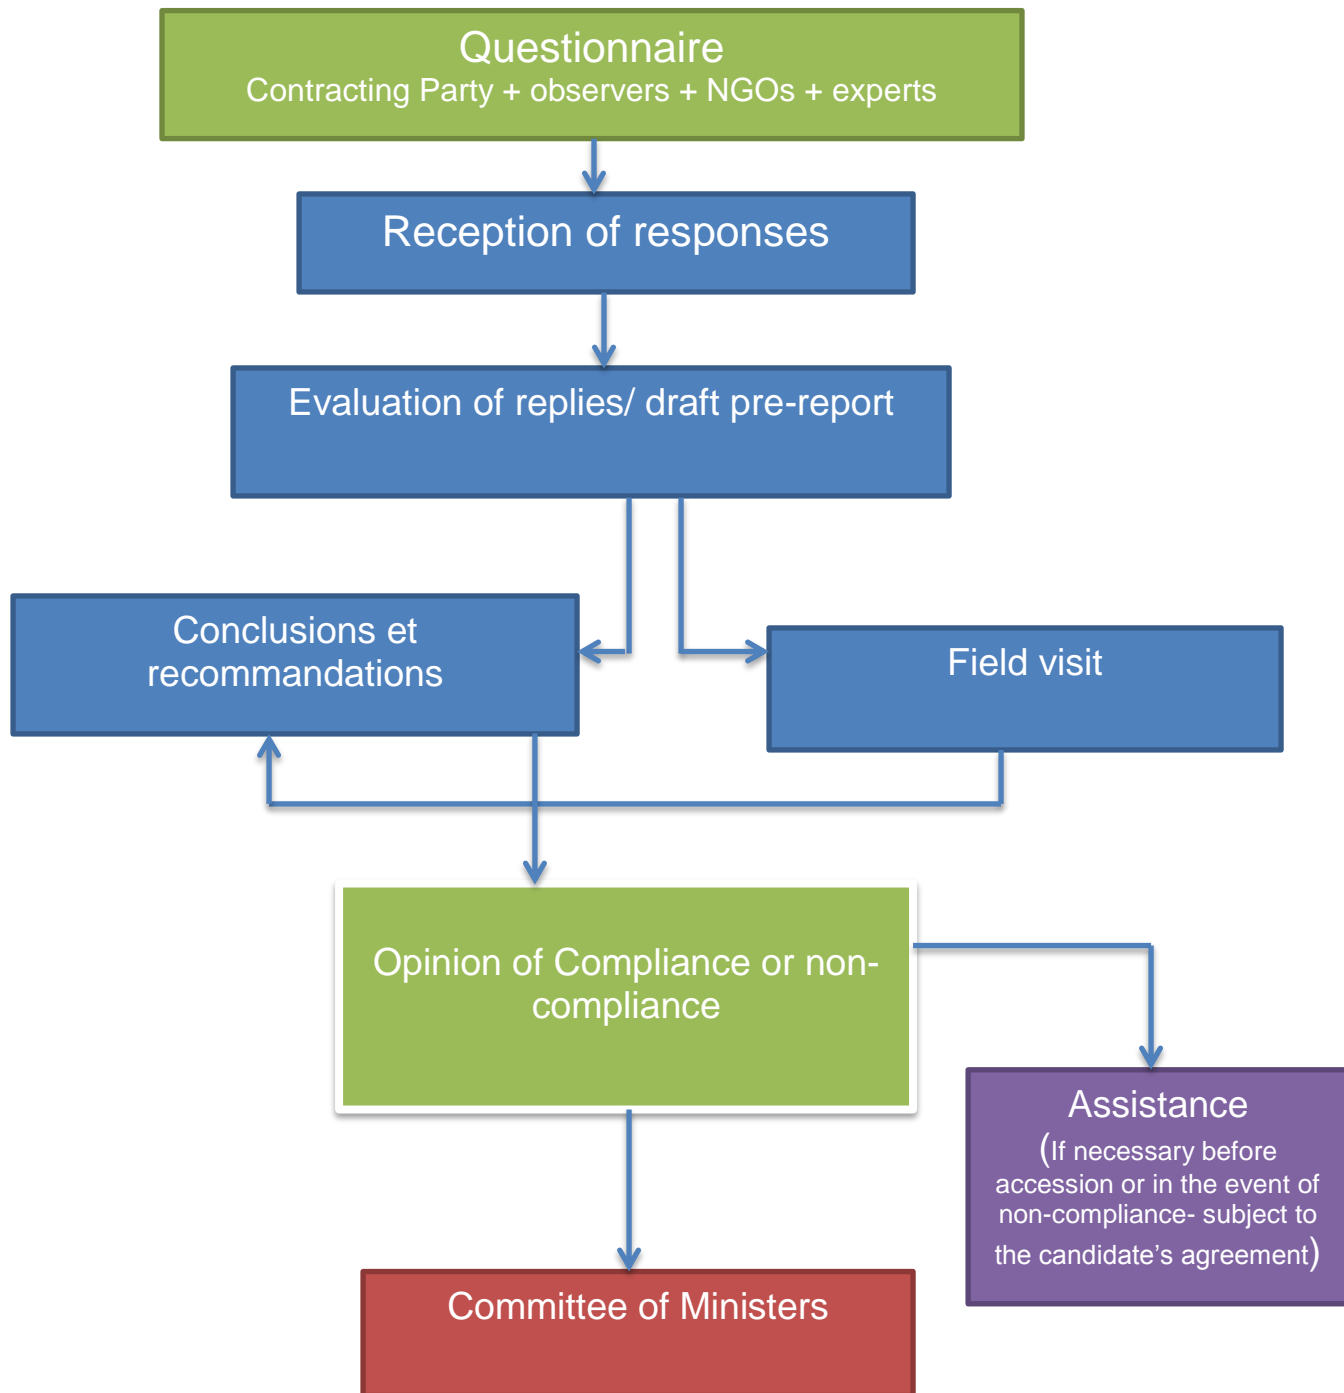 Questionnaire
Contracting Party + observers + NGOs + experts
Reception of responses
Evaluation of replies/ draft pre-report
Conclusions et
recommandations
Field visit
Opinion of Compliance or non-
compliance
Assistance
(If necessary before
accession or in the event of
non-compliance- subject to
the candidate’s agreement)
Committee of Ministers